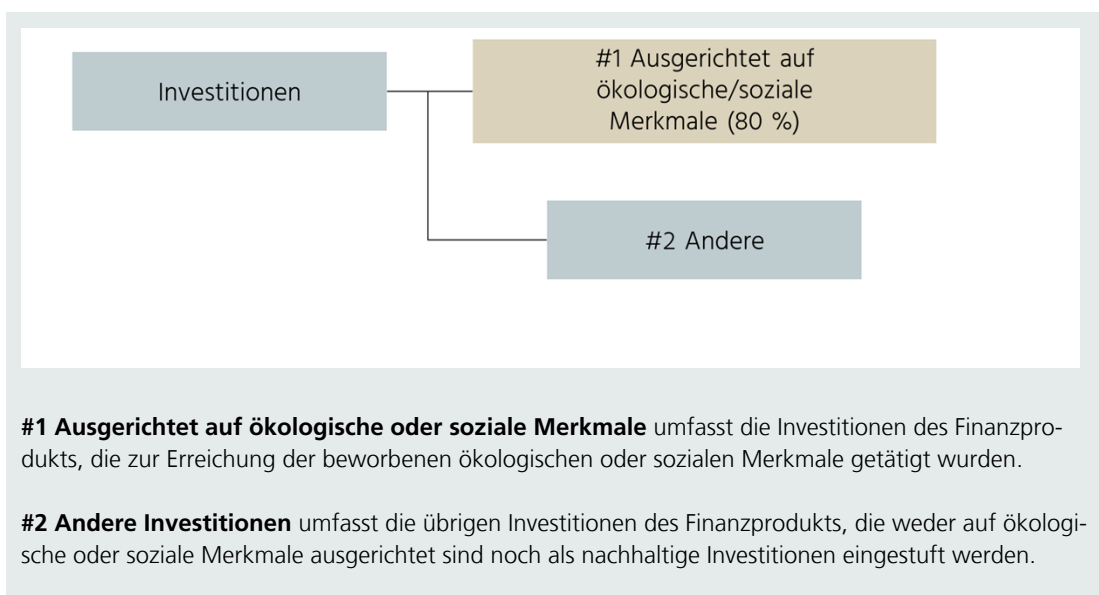 Investitionen
#1 Ausgerichtet auf
ökologische/soziale
Merkmale (80 %)
#2 Andere
#1 Ausgerichtet auf ökologische oder soziale Merkmale umfasst die Investitionen des Finanzpro-
dukts, die zur Erreichung der beworbenen ökologischen oder sozialen Merkmale getätigt wurden.
#2 Andere Investitionen umfasst die übrigen Investitionen des Finanzprodukts, die weder auf ökologi-
sche oder soziale Merkmale ausgerichtet sind noch als nachhaltige Investitionen eingestuft werden.